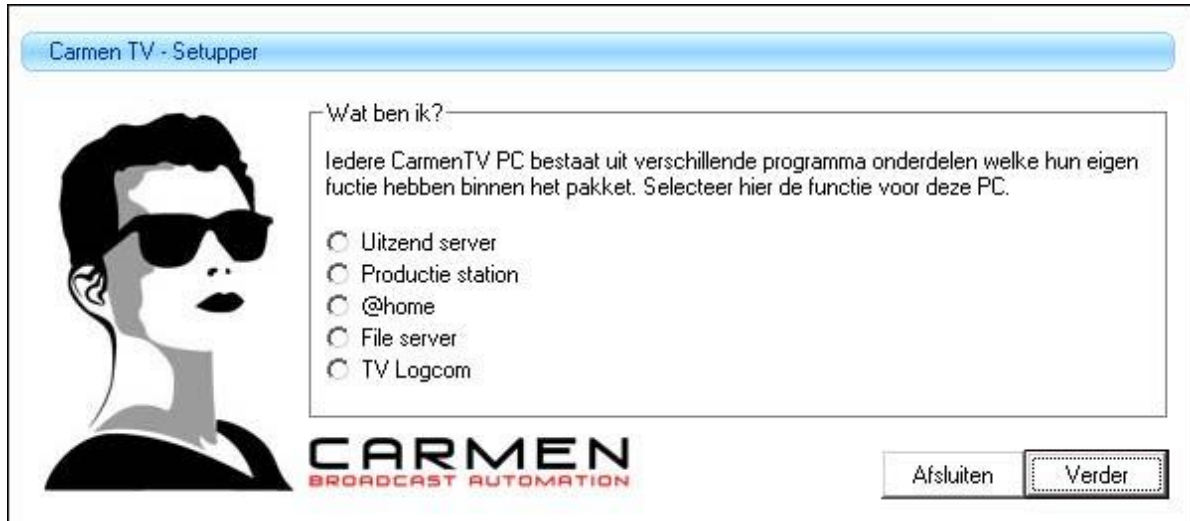 Carmen TV - Setupper
Wat ben ik?
Iedere CarmenTV PC bestaat uit verschillende programma onderdelen welke hun eigen
fuctie hebben binnen het pakket. Selecteer hier de functie voor deze PC.
Uitzend server
Productie station
@home
File server
TV Logcom
CARMEN
BROADCAST AUTOMATION
Afsluiten
Verder